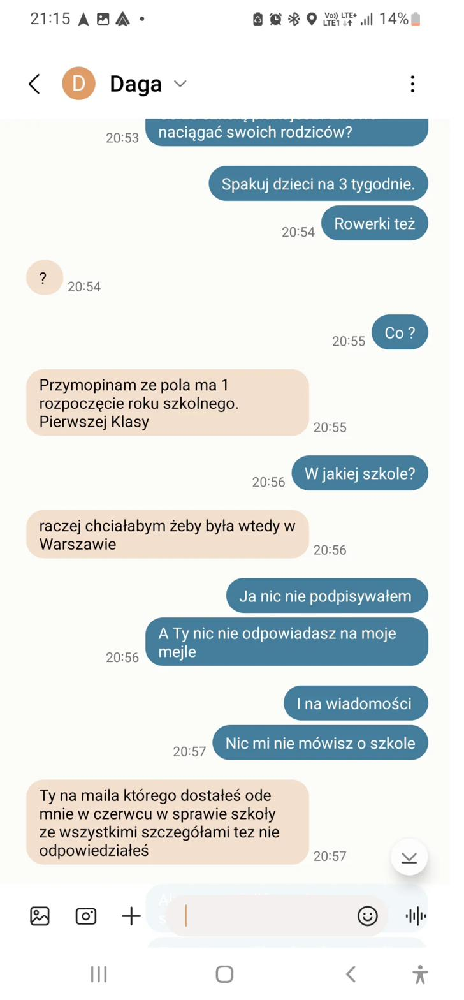 21:15
Vo)) LTE+
LTE1
14%
D
Daga
naciągać swoich rodziców?
20:53
Spakuj dzieci na 3 tygodnie.
Rowerki też
20:54
?
20:54
Co ?
20:55
Przymopinam ze pola ma 1
rozpoczęcie roku szkolnego.
Pierwszej Klasy
20:55
W jakiej szkole?
20:56
raczej chciałabym żeby była wtedy w
Warszawie
20:56
Ja nic nie podpisywałem
A Ty nic nie odpowiadasz na moje
mejle
20:56
I na wiadomości
Nic mi nie mówisz o szkole
20:57
Ty na maila którego dostałeś ode
mnie w czerwcu w sprawie szkoły
ze wszystkimi szczegółami tez nie
odpowiedziałeś
20:57